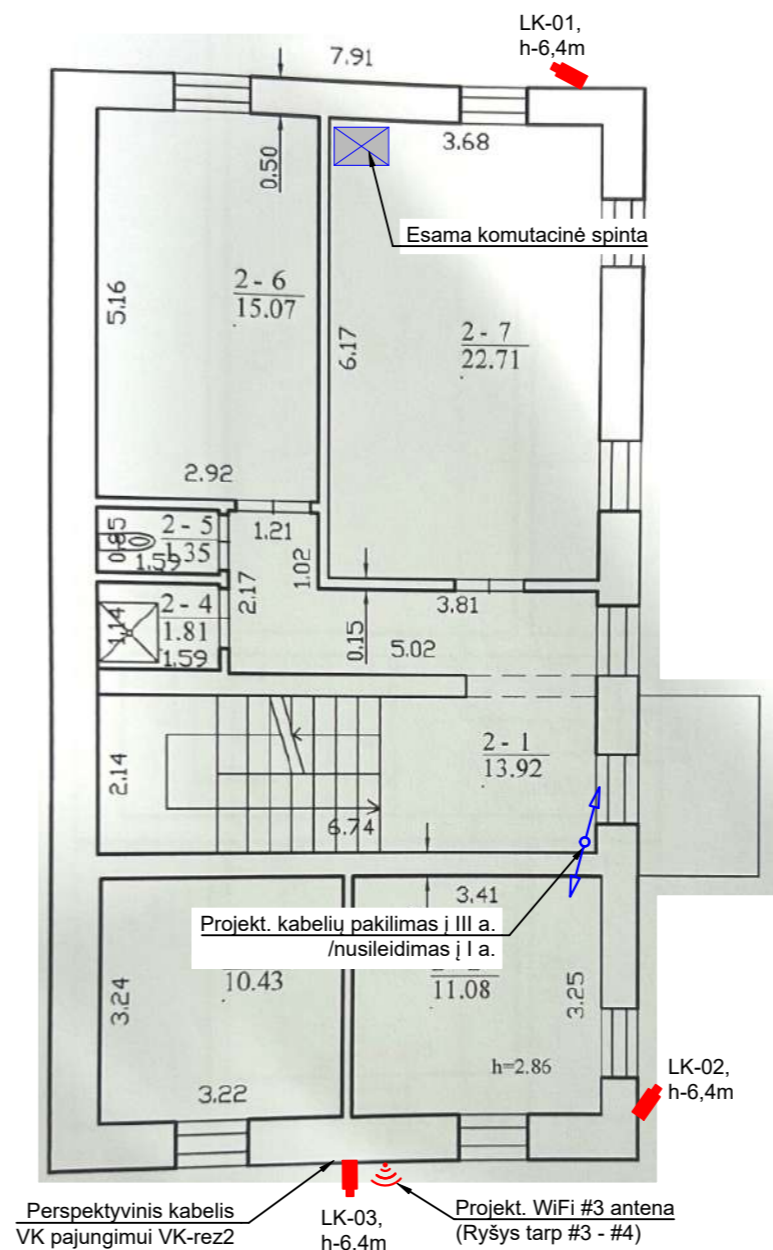 LK-01,
h-6,4m
7.91
0.50
3.68
Esama komutacinė spinta
5.16
2 - 6
15.07
6.17
2 - 7
22.71
2.92
0.85
2 - 5
1.35
1.59
1.21
1.02
2.17
1.14
2 - 4
1.81
1.59
3.81
0.15
5.02
2.14
2 - 1
13.92
6.74
3.41
Projekt. kabelių pakilimas į III a.
/nusileidimas į I a.
10.43
11.08
3.24
3.25
h=2.86
3.22
LK-02,
h-6,4m
Perspektyvinis kabelis
VK pajungimui VK-rez2
LK-03,
h-6,4m
Projekt. WiFi #3 antena
(Ryšys tarp #3 - #4)